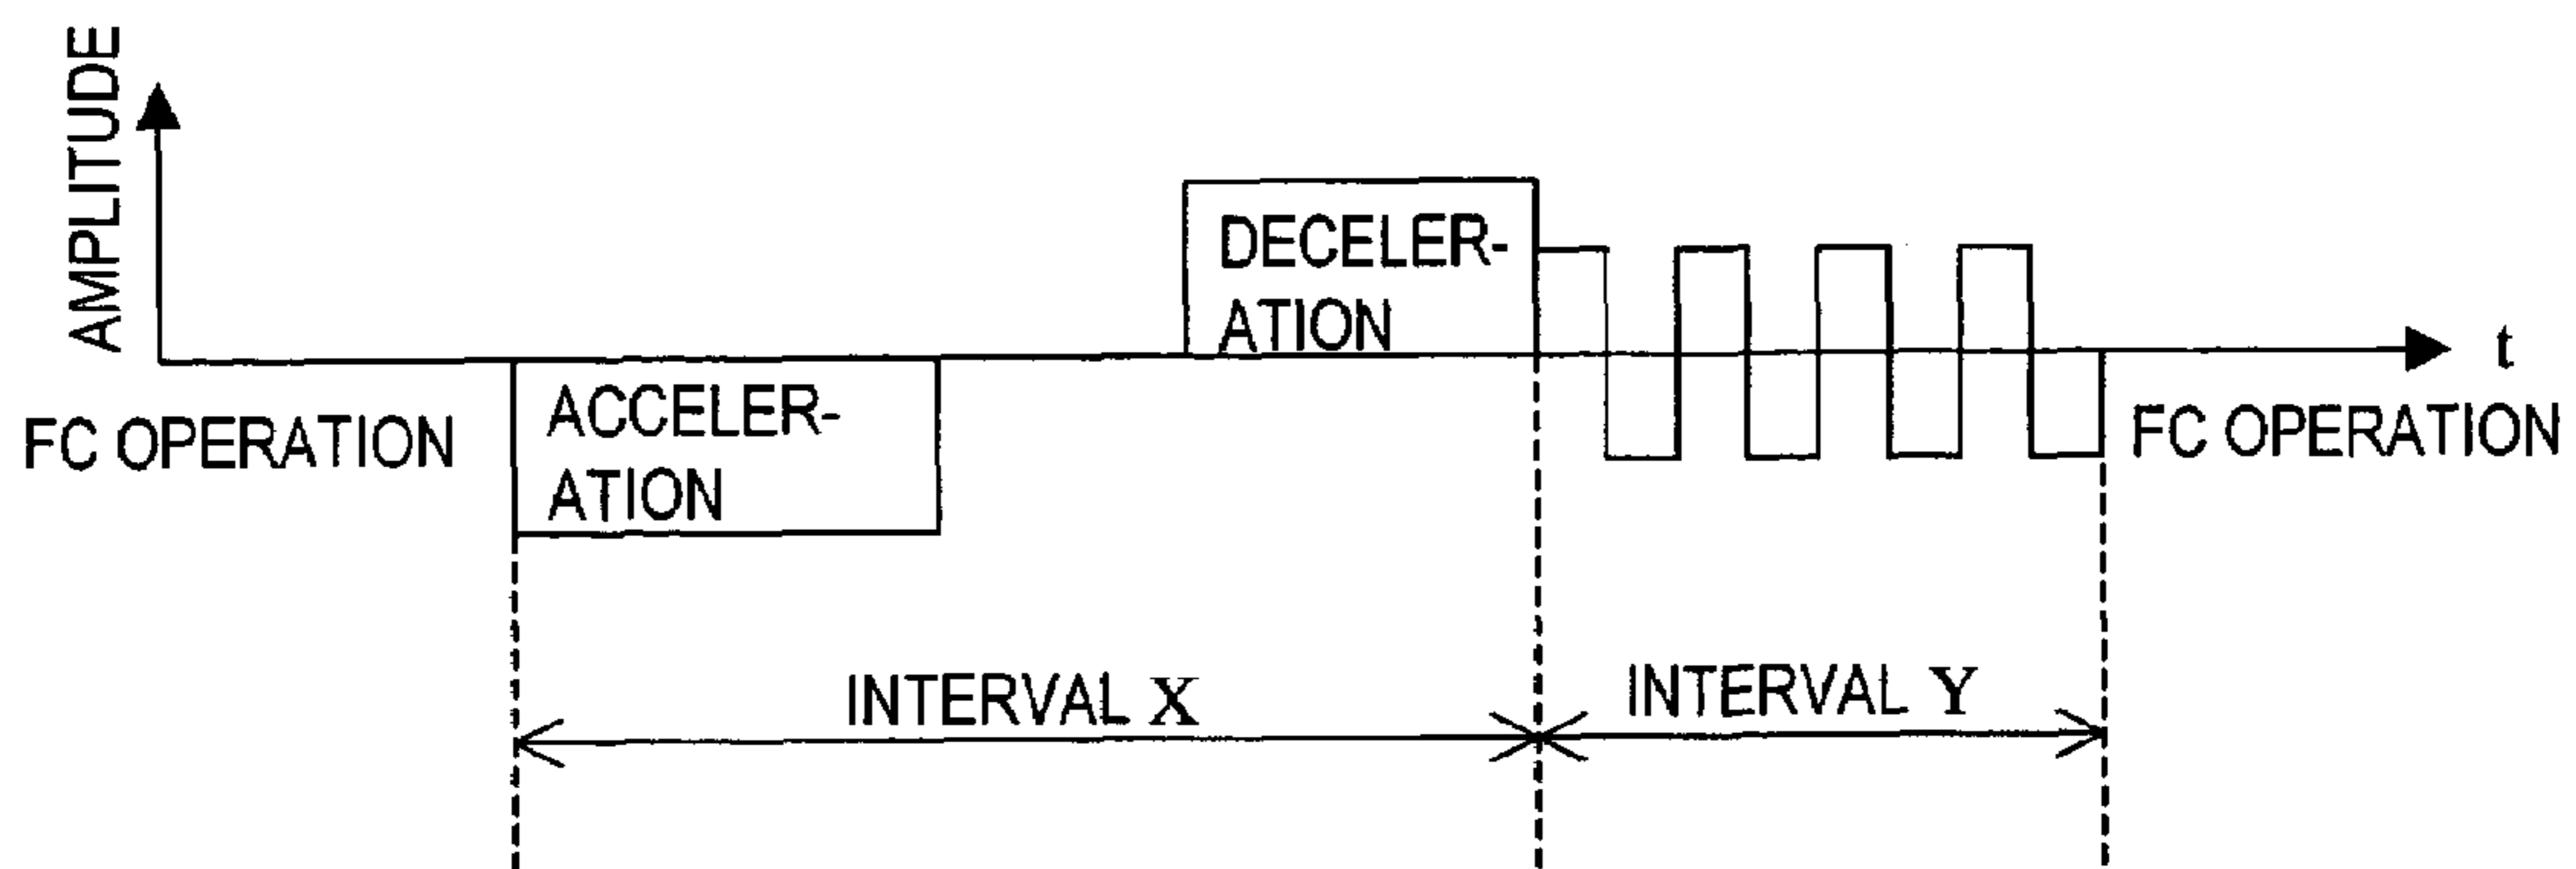 AMPLITUDE
DECELER-
ATION
t
FC OPERATION
ACCELER-
ATION
FC OPERATION
INTERVAL X
INTERVAL Y